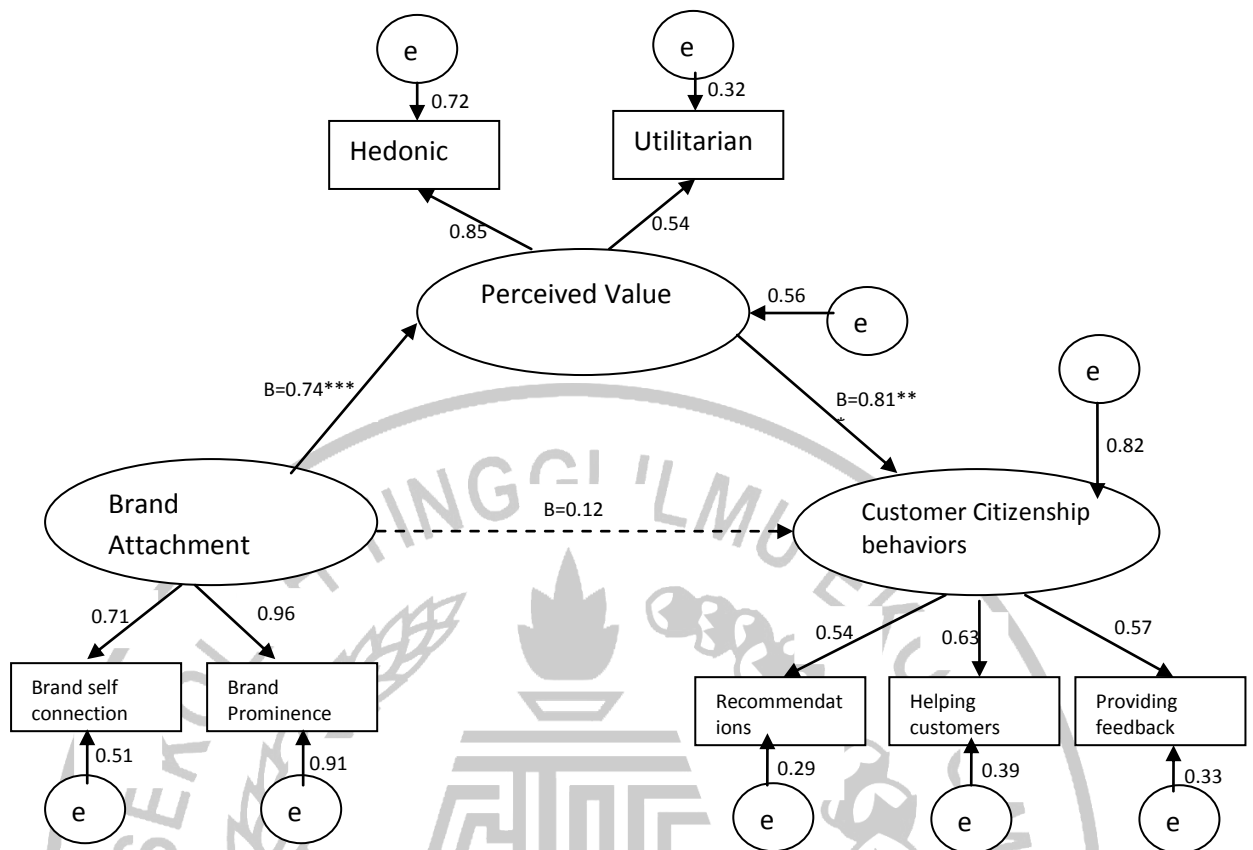 e
e
0.72
0.32
Hedonic
Utilitarian
0.85
0.54
Perceived Value
0.56
e
e
B=0.74***
B=0.81**
*
0.82
Brand
Attachment
B=0.12
Customer Citizenship
behaviors
0.71
0.96
0.54
0.63
0.57
Brand self
connection
Brand
Prominence
Recommendat
ions
Helping
customers
Providing
feedback
0.51
0.91
0.29
0.39
0.33
e
e
e
e
e